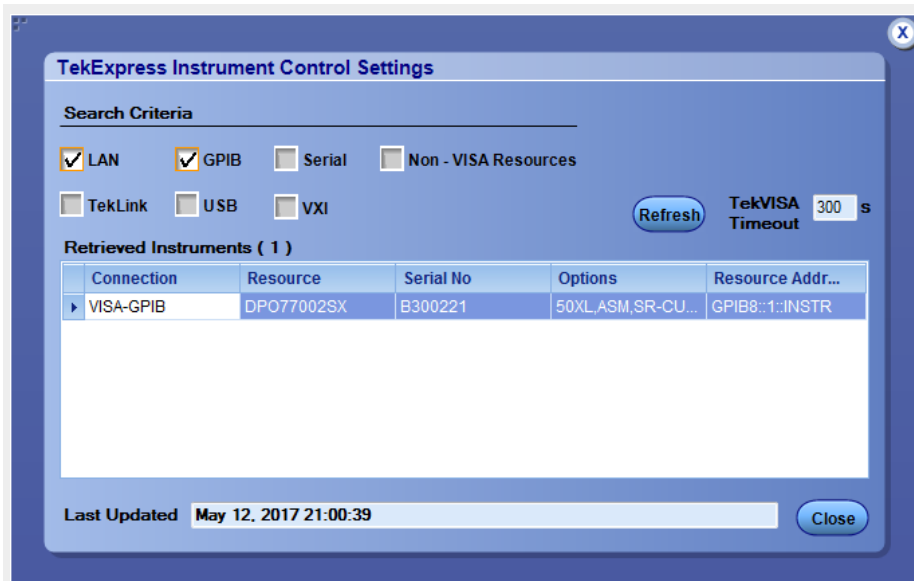 X
TekExpress Instrument Control Settings
Search Criteria
LAN GPIB Serial Non - VISA Resources
TekLink USB VXI
Refresh TekVISA Timeout 300 s
Retrieved Instruments ( 1 )
Connection Resource Serial No Options Resource Addr...
VISA-GPIB DPO77002SX B300221 50XL,ASM,SR-CU... GPIB8::1::INSTR
Last Updated May 12, 2017 21:00:39
Close